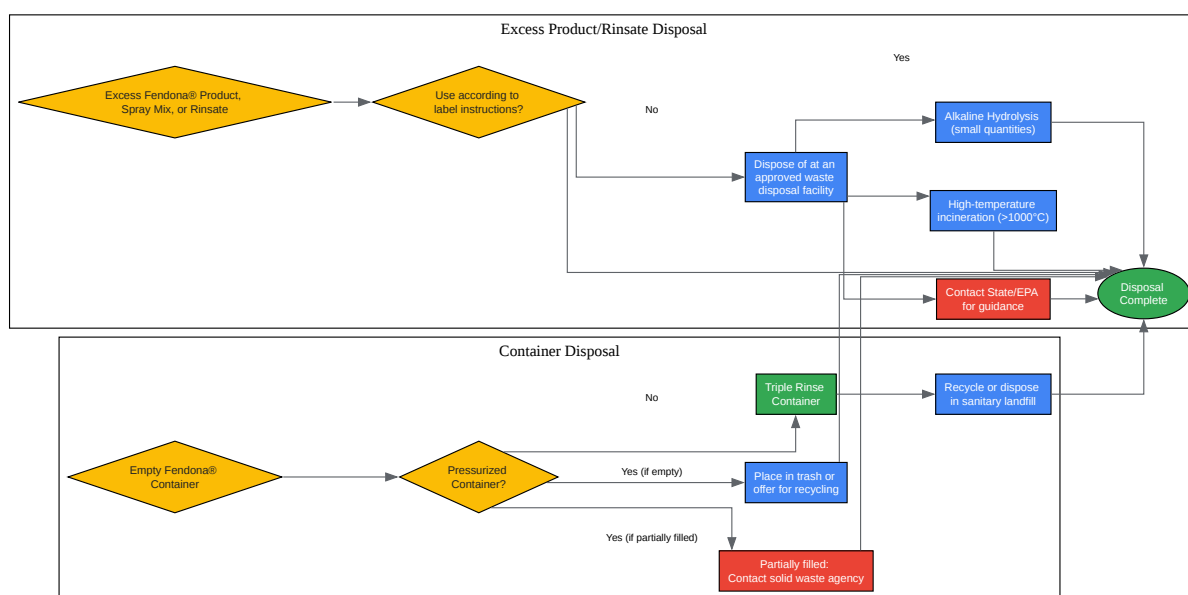 Excess Product/Rinsate Disposal
Yes
Excess Fendona® Product,
Spray Mix, or Rinsate
Use according to
label instructions?
No
Alkaline Hydrolysis
(small quantities)
Dispose of at an
approved waste
disposal facility
High-temperature
incineration (>1000°C)
Contact State/EPA
for guidance
Disposal
Complete
Container Disposal
No
Triple Rinse
Container
Recycle or dispose
in sanitary landfill
Empty Fendona®
Container
Pressurized
Container?
Yes (if empty)
Place in trash or
offer for recycling
Yes (if partially filled)
Partially filled:
Contact solid waste agency